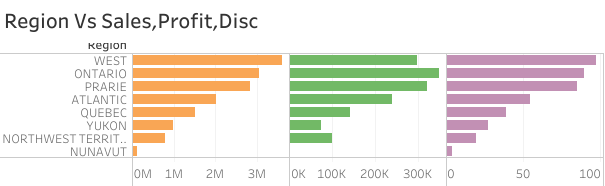 Region Vs Sales,Profit,Disc
Region
WEST
ONTARIO
PRARIE
ATLANTIC
QUEBEC
YUKON
NORTHWEST TERRIT..
NUNAVUT
0M 1M 2M 3M 0K 100K 200K 300K 0 50 100